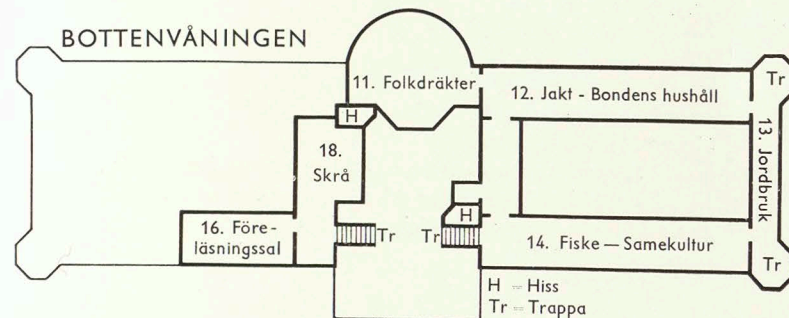 BOTTENVÅNINGEN
11. Folkdräkter
12. Jakt - Bondens hushåll
Tr
H
18.
Skrå
13. Jordbruk
16. Före-
läsningssal
Tr
Tr
H
14. Fiske — Samekultur
Tr
H = Hiss
Tr = Trappa